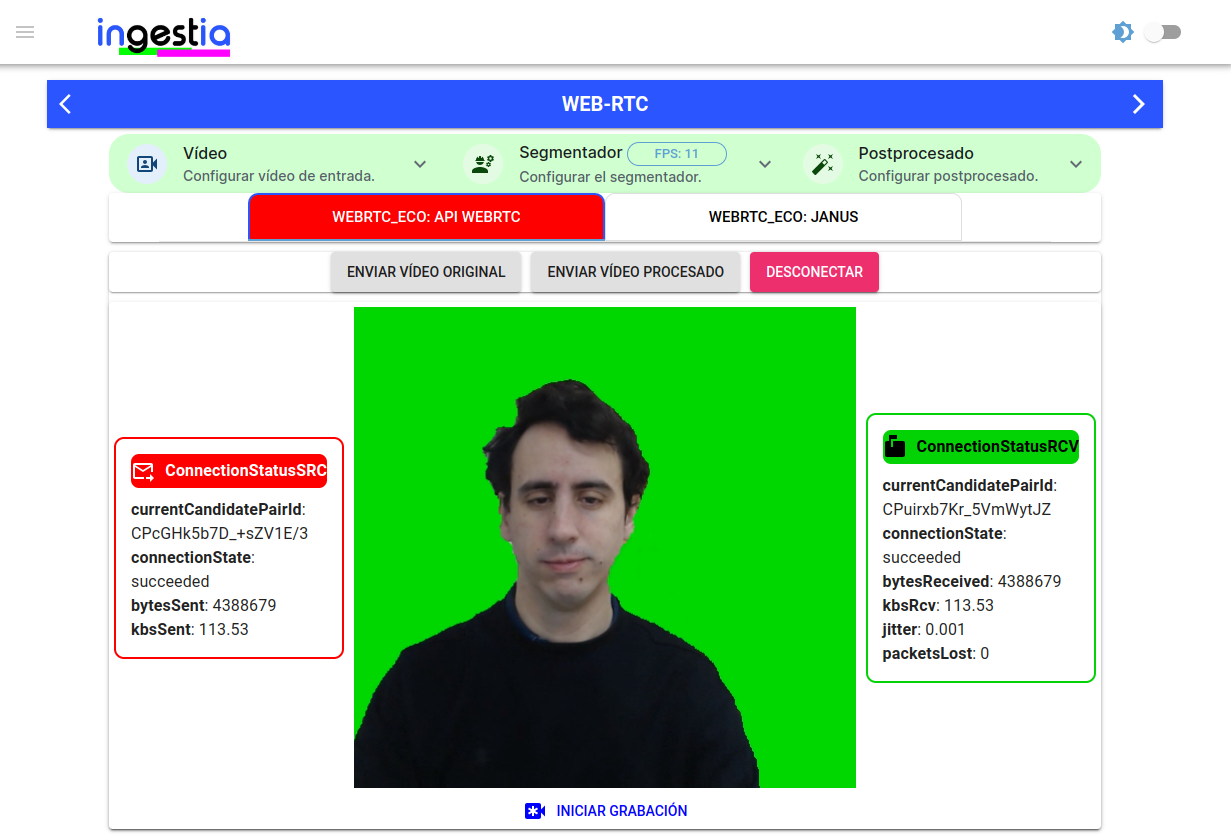 ingestia
WEB-RTC
Vídeo
Configurar vídeo de entrada.
Segmentador FPS: 11
Configurar el segmentador.
Postprocesado
Configurar postprocesado.
WEBRTC_ECO: API WEBRTC
WEBRTC_ECO: JANUS
ENVIAR VÍDEO ORIGINAL
ENVIAR VÍDEO PROCESADO
DESCONECTAR
ConnectionStatusSRC
currentCandidatePairId:
CPcGHk5b7D_+sZV1E/3
connectionState:
succeeded
bytesSent: 4388679
kbsSent: 113.53
ConnectionStatusRCV
currentCandidatePairId:
CPuirxb7Kr_5VmWytJZ
connectionState:
succeeded
bytesReceived: 4388679
kbsRcv: 113.53
jitter: 0.001
packetsLost: 0
INICIAR GRABACIÓN